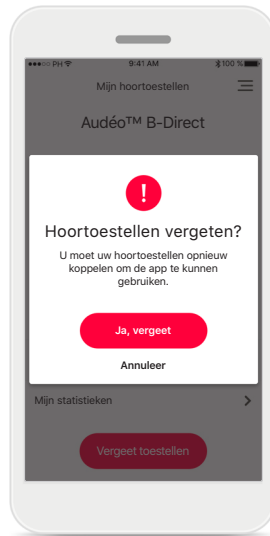 PH 9:41 AM 100 %
Mijn hoortoestellen
Audéo™ B-Direct
!
Hoortoestellen vergeten?
U moet uw hoortoestellen opnieuw
koppelen om de app te kunnen
gebruiken.
Ja, vergeet
Annuleer
Mijn statistieken
Vergeet toestellen